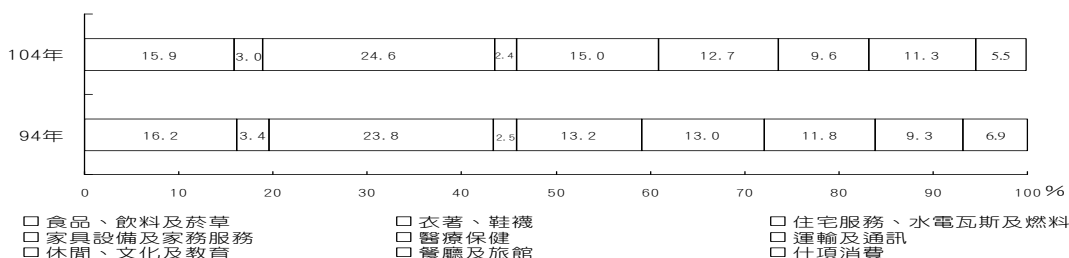 104年 15.9 3.0 24.6 2.4 15.0 12.7 9.6 11.3 5.5
94年 16.2 3.4 23.8 2.5 13.2 13.0 11.8 9.3 6.9
0 10 20 30 40 50 60 70 80 90 100 %
食品、飲料及菸草 衣著、鞋襪 住宅服務、水電瓦斯及燃料
家具設備及家務服務 醫療保健 運輸及通訊
休閒、文化及教育 餐廳及旅館 什項消費